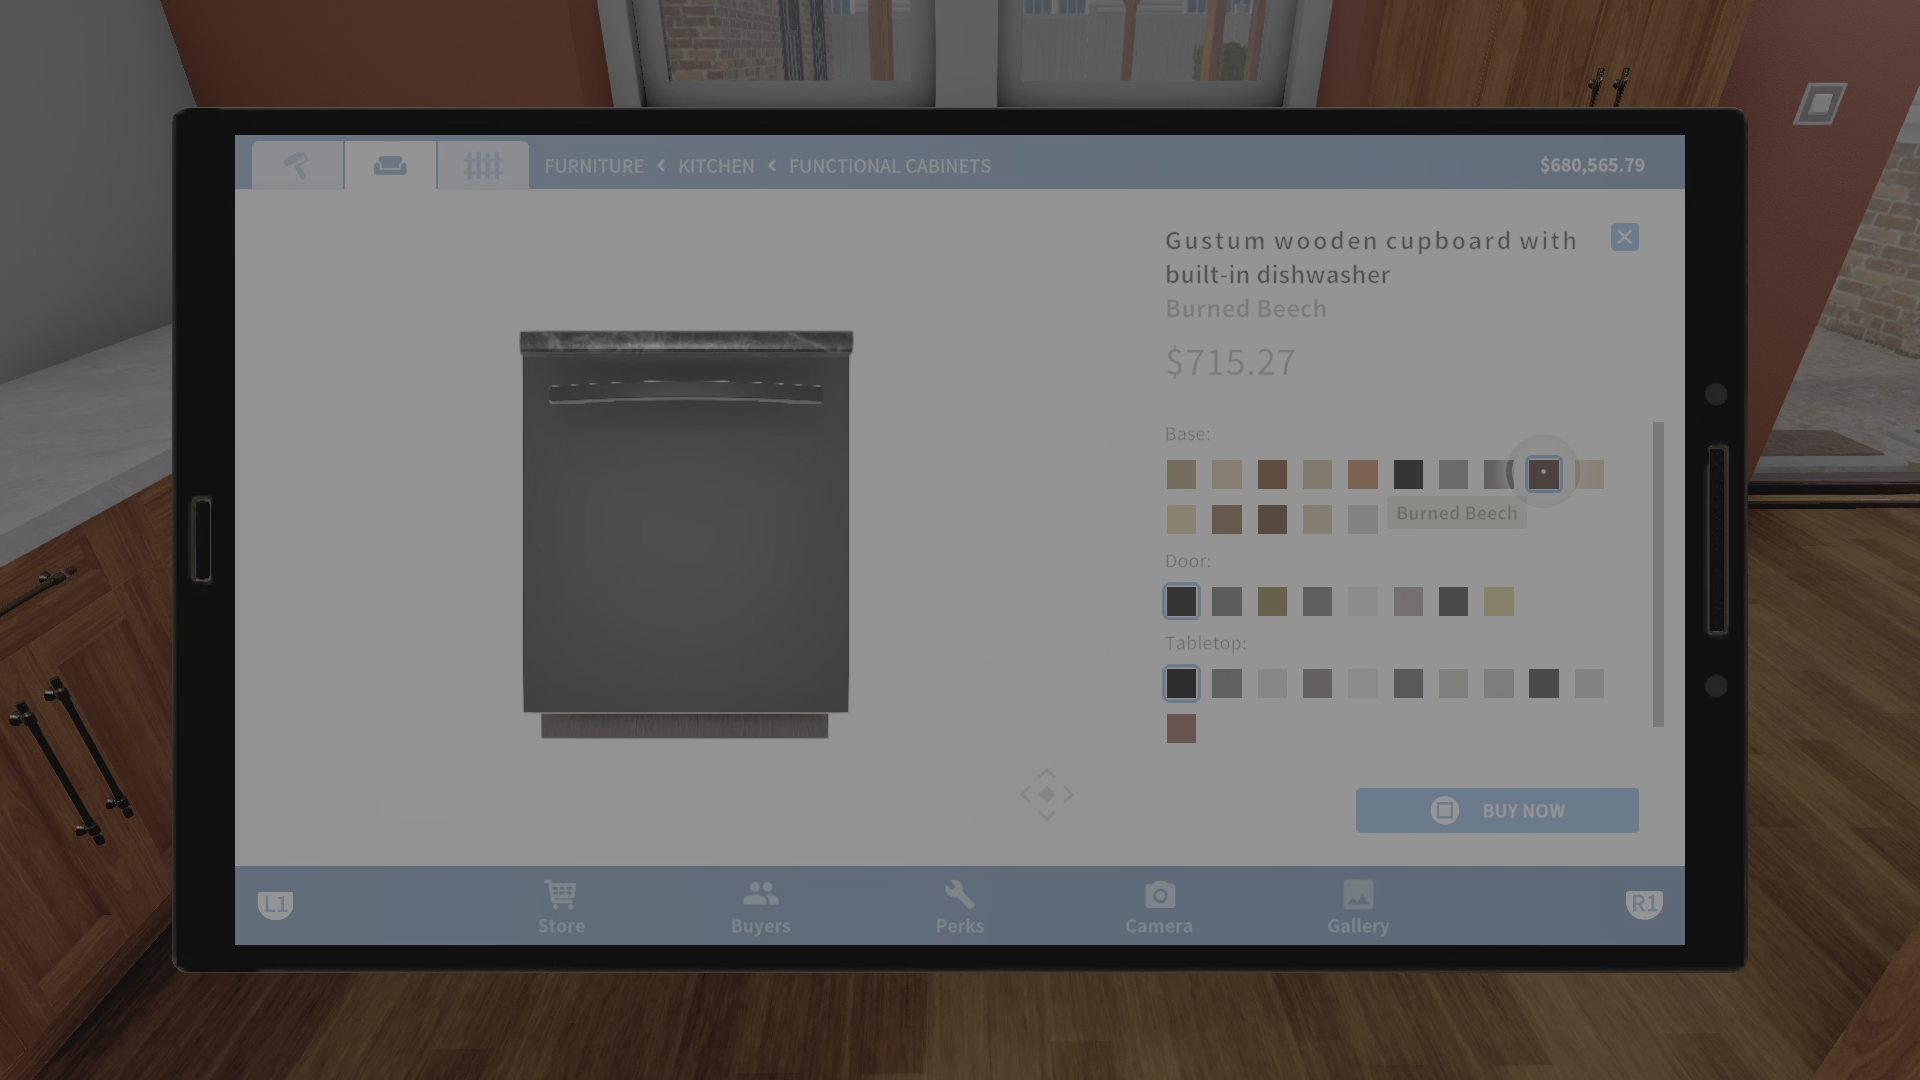 FURNITURE < KITCHEN < FUNCTIONAL CABINETS
$680,565.79
Gustum wooden cupboard with
built-in dishwasher
Burned Beech
$715.27
Base:
Burned Beech
Door:
Tabletop:
BUY NOW
L1
Store
Buyers
Perks
Camera
Gallery
R1